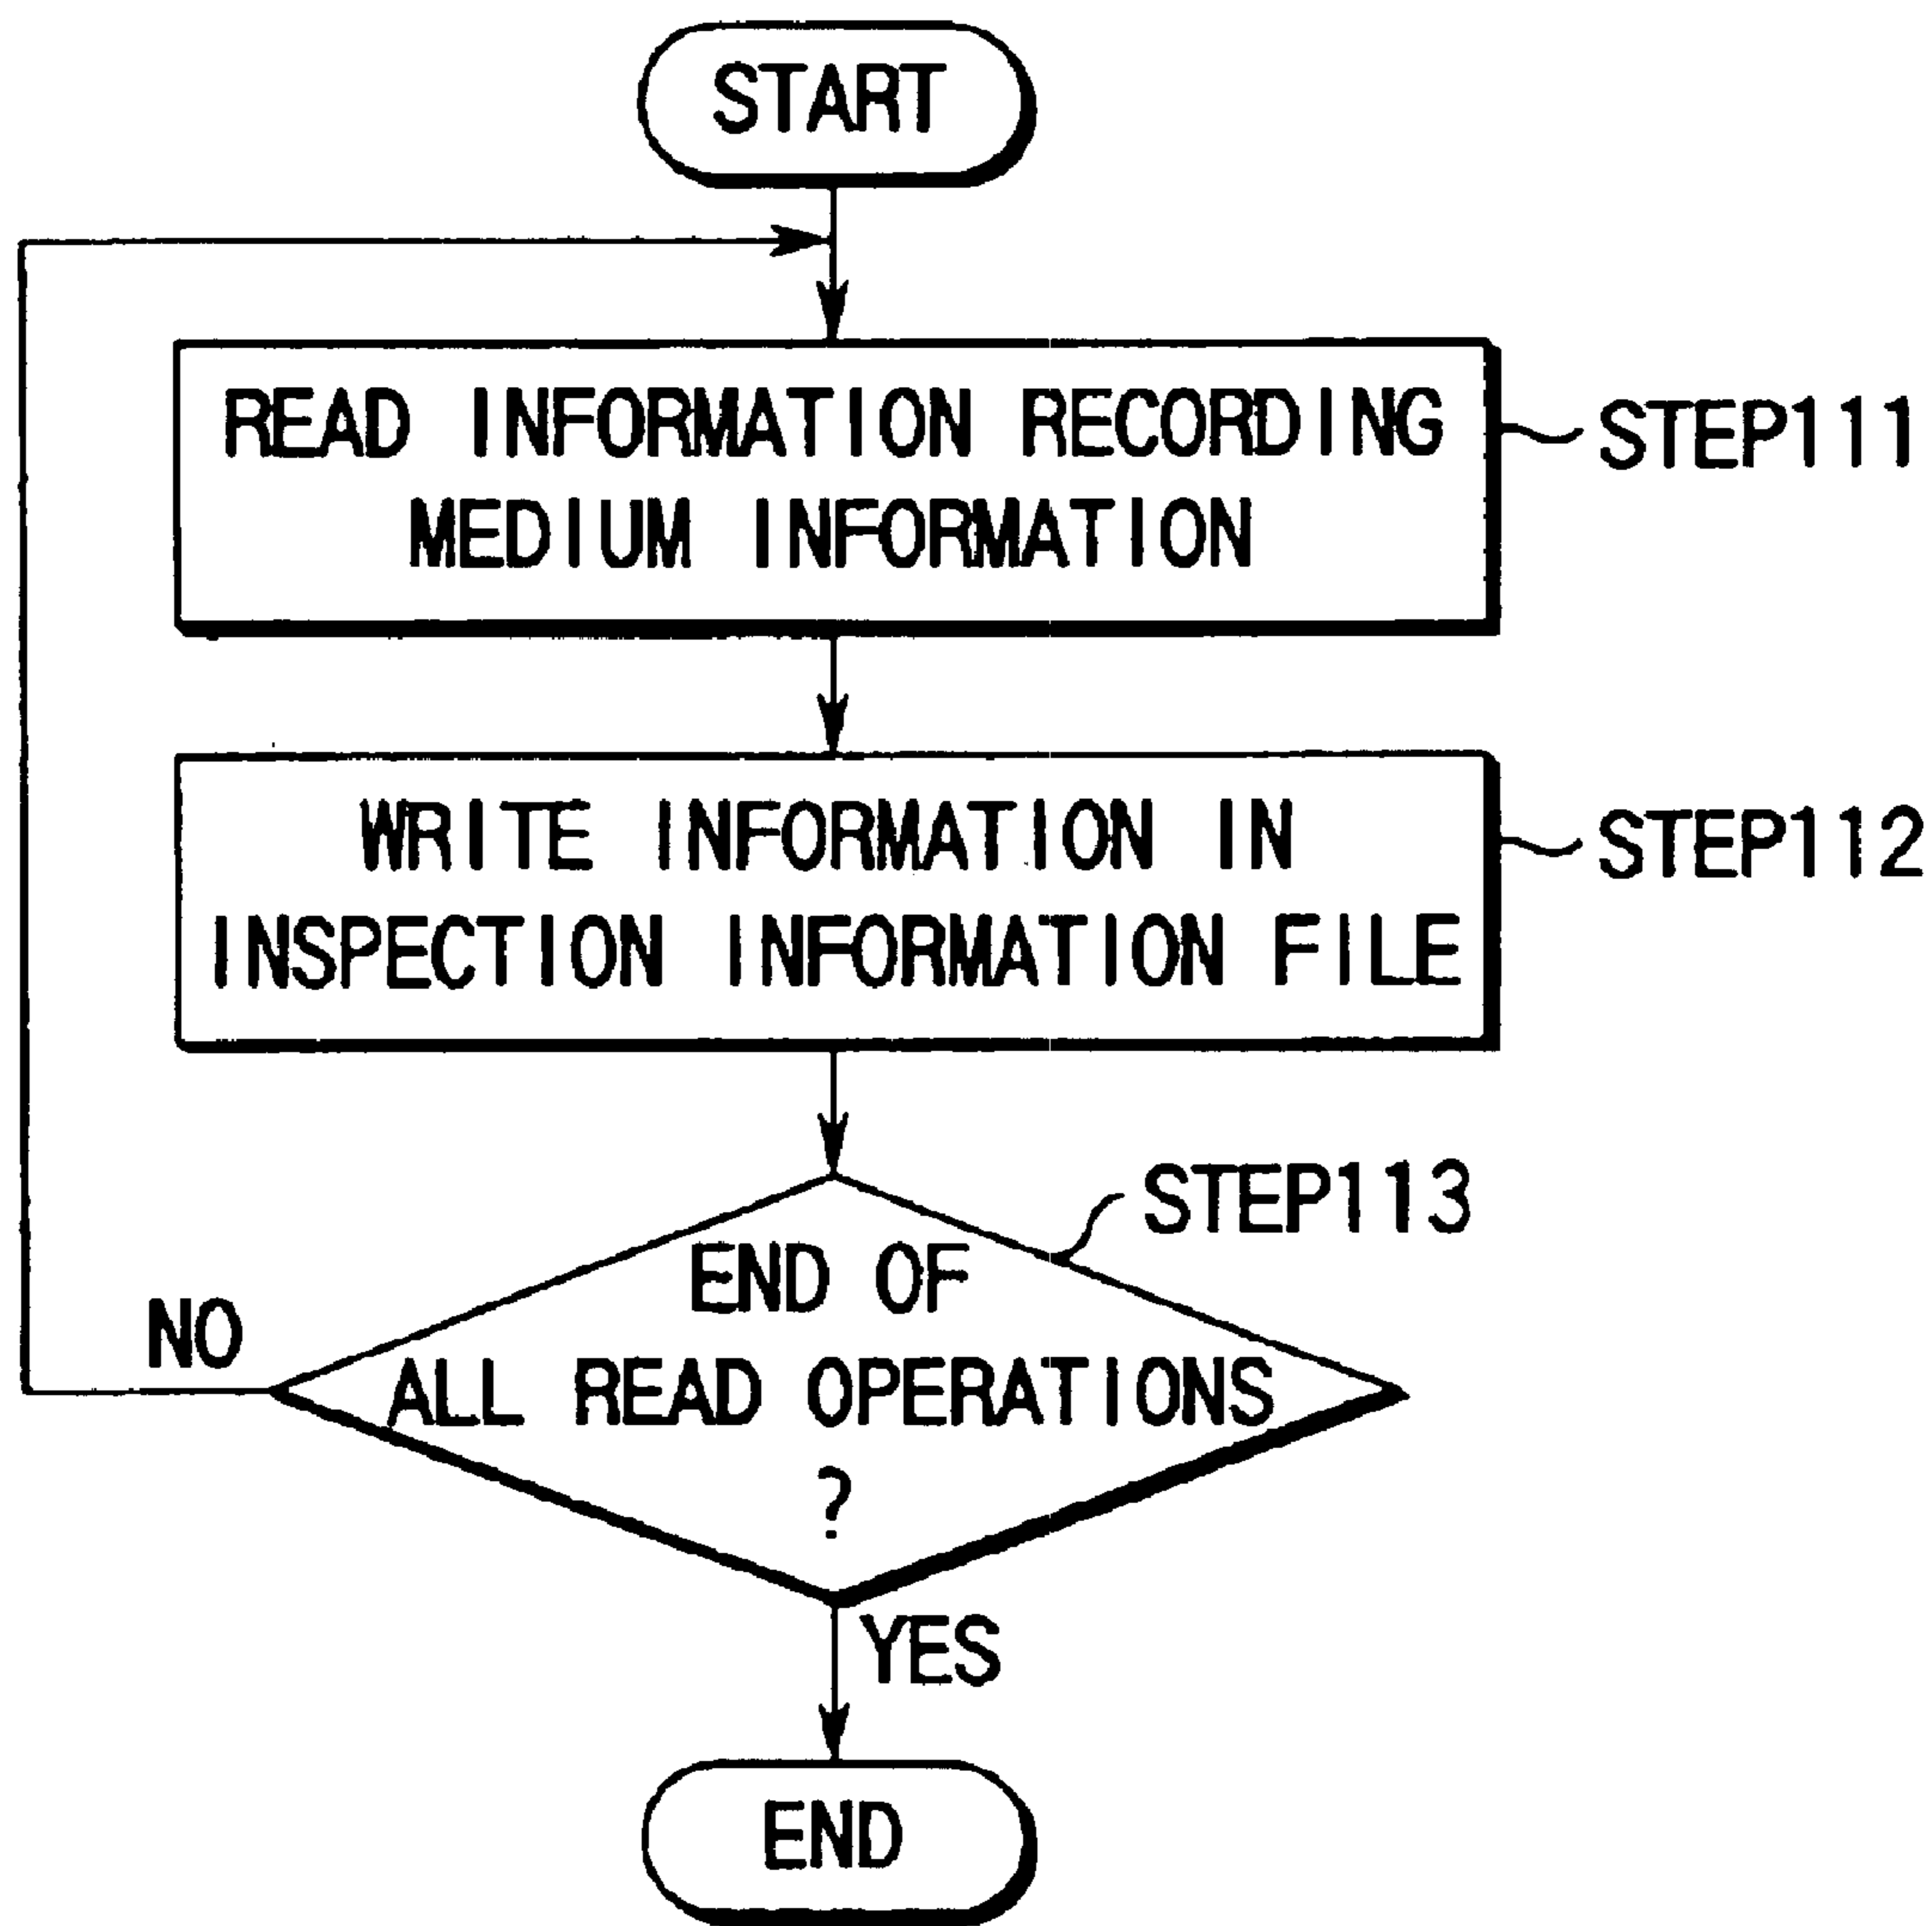 START
READ INFORMATION RECORDING
MEDIUM INFORMATION
STEP111
WRITE INFORMATION IN
INSPECTION INFORMATION FILE
STEP112
STEP113
END OF
ALL READ OPERATIONS
?
NO
YES
END